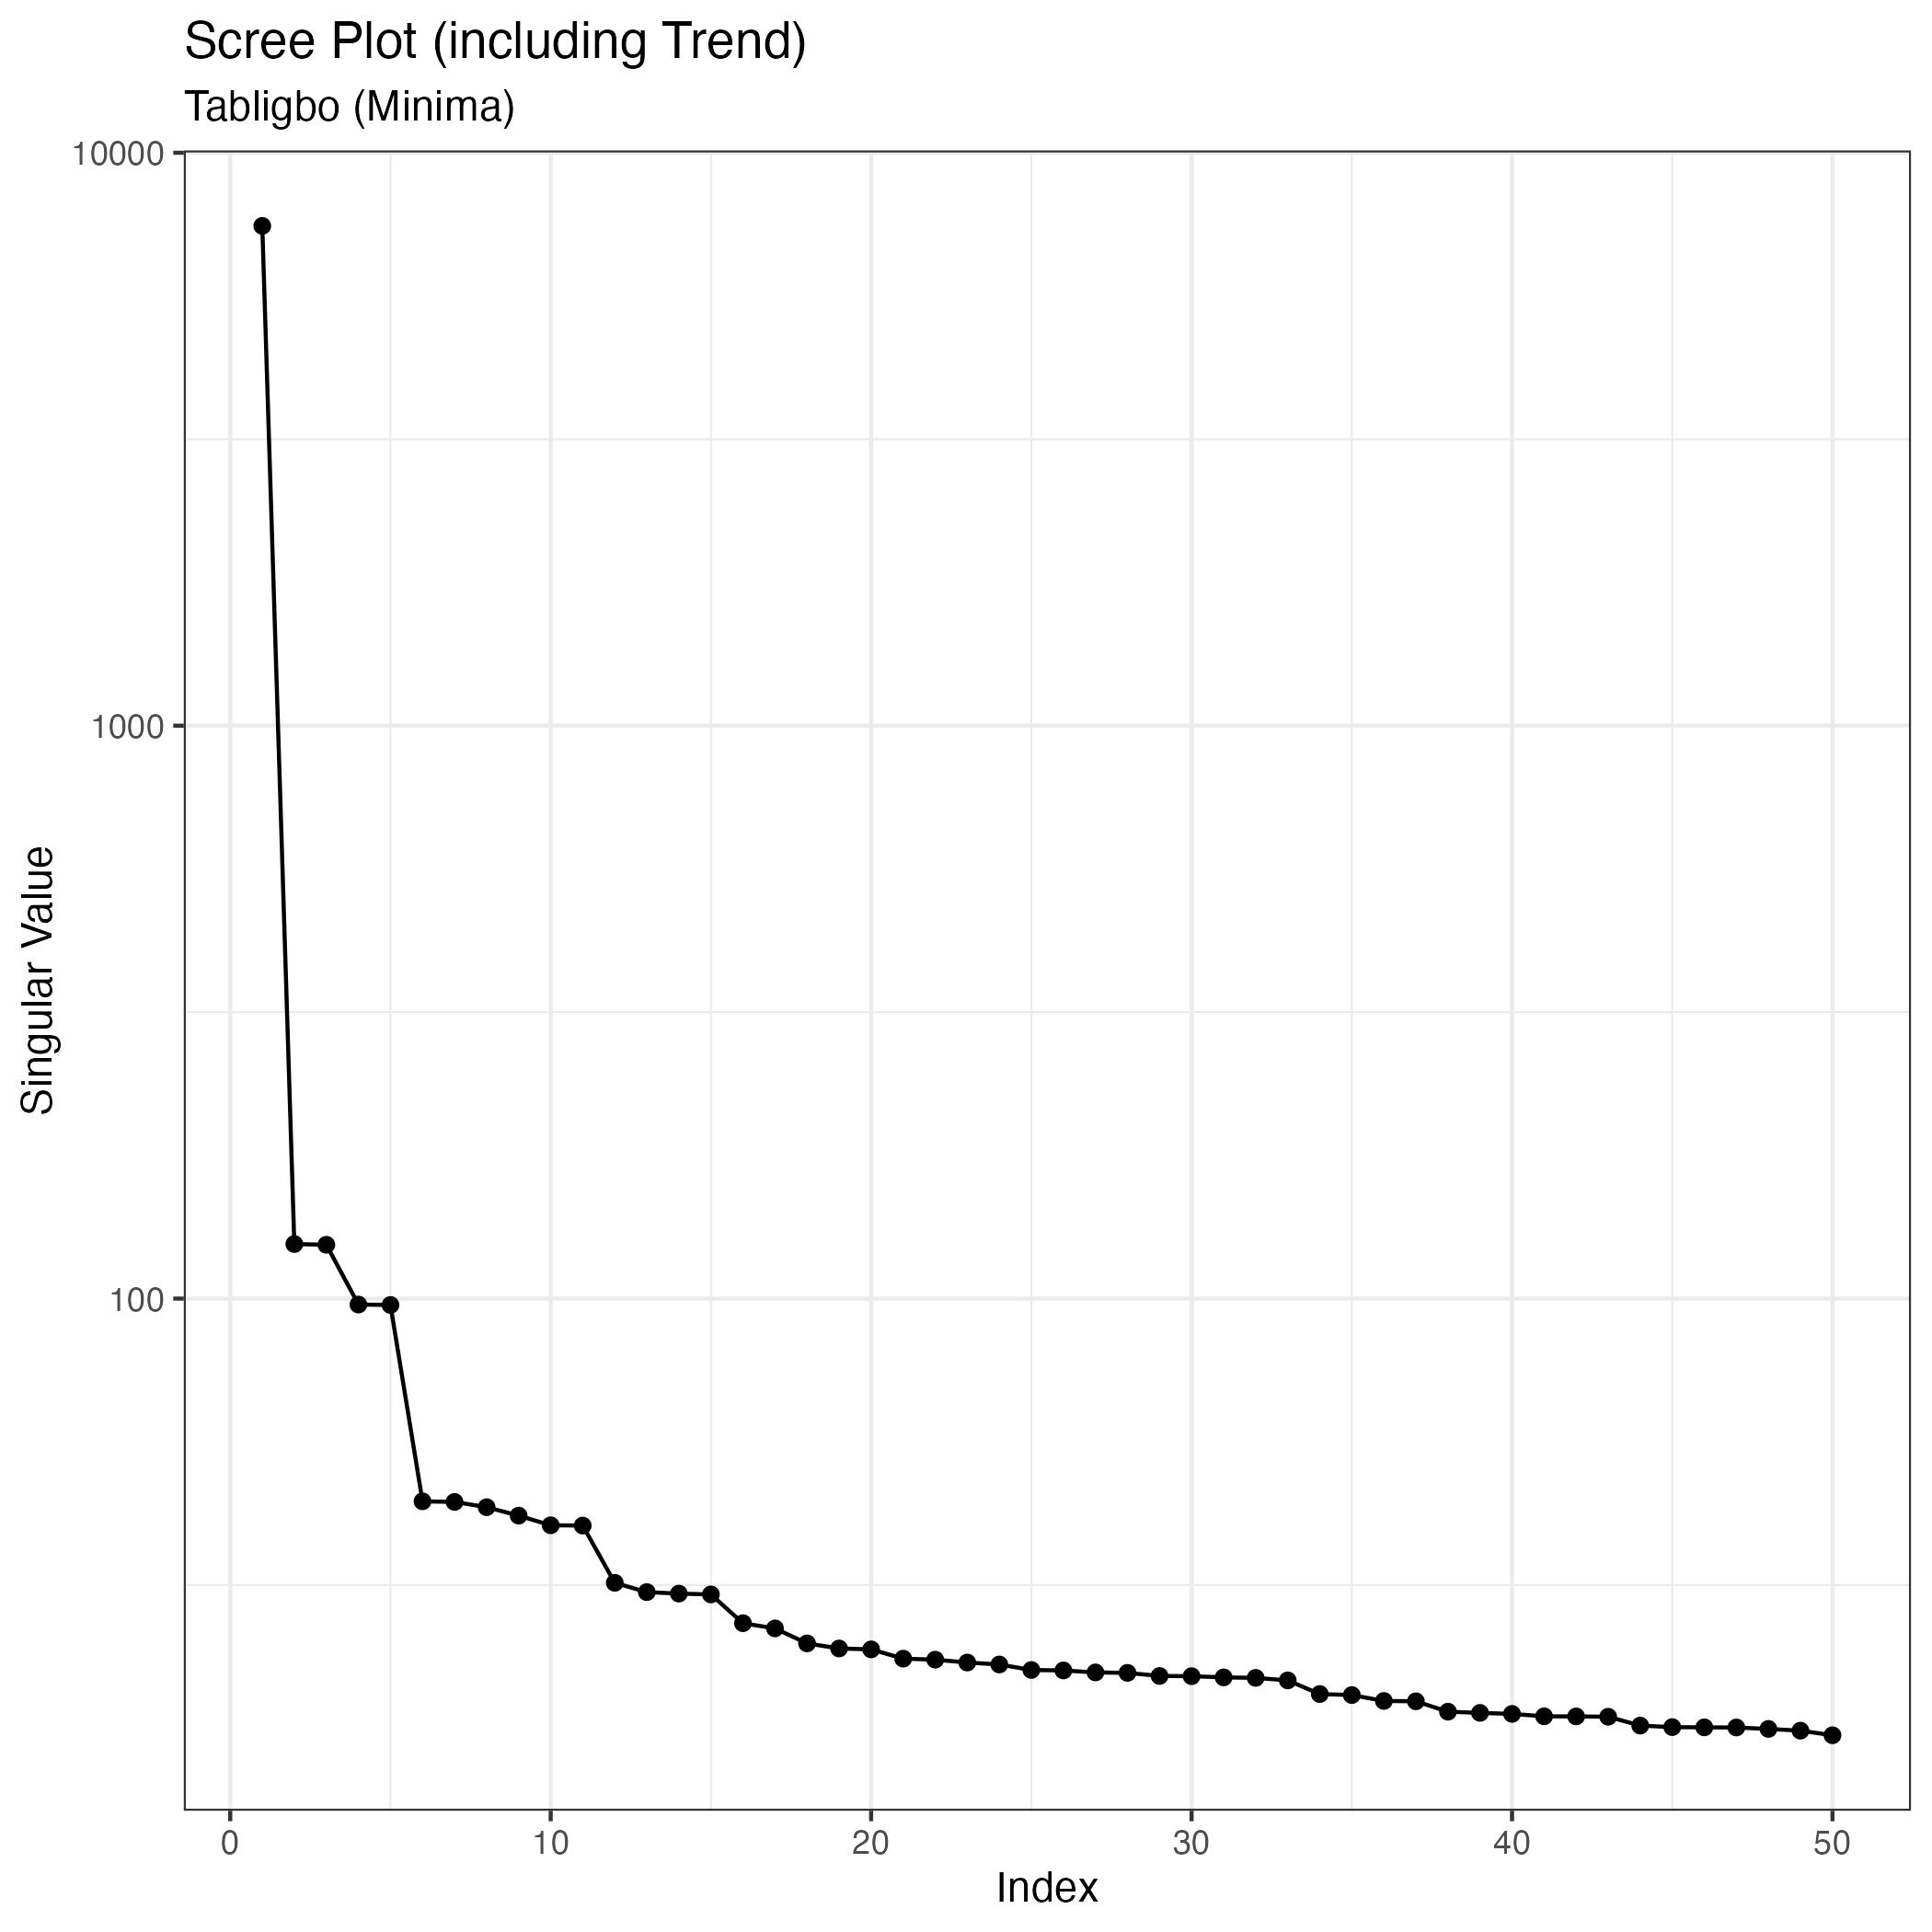 Scree Plot (including Trend)
Tabligbo (Minima)
10000
1000
100
Singular Value
0 10 20 30 40 50
Index